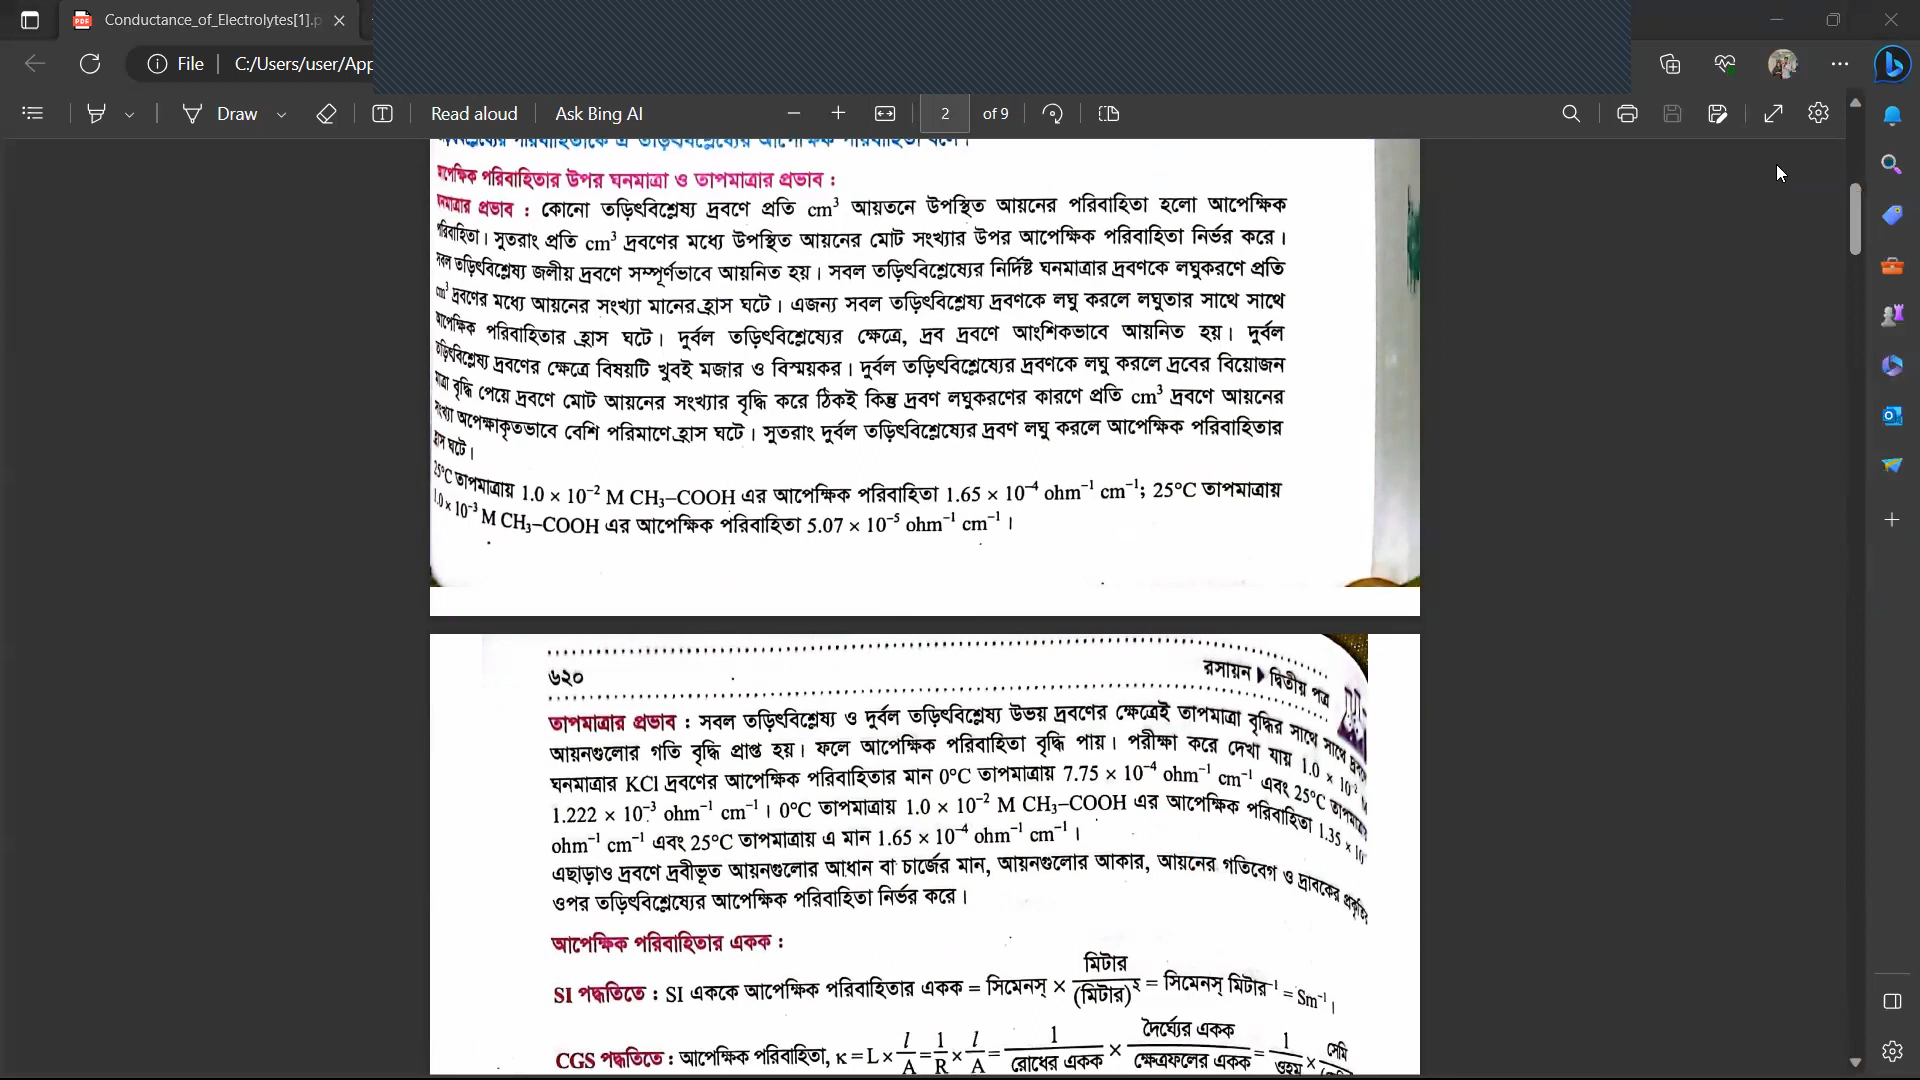 Conductance_of_Electrolytes[1].p
File
C:/Users/user/App
Draw
Read aloud
Ask Bing AI
2
of 9
আপেক্ষিক পরিবাহিতার উপর ঘনমাত্রা ও তাপমাত্রার প্রভাব :
ঘনমাত্রার প্রভাব : কোনো তড়িৎবিশ্লেষ্য দ্রবণে প্রতি cm³ আয়তনে উপস্থিত আয়নের পরিবাহিতা হলো আপেক্ষিক
পরিবাহিতা। সুতরাং প্রতি cm³ দ্রবণের মধ্যে উপস্থিত আয়নের মোট সংখ্যার উপর আপেক্ষিক পরিবাহিতা নির্ভর করে।
সবল তড়িৎবিশ্লেষ্য জলীয় দ্রবণে সম্পূর্ণভাবে আয়নিত হয়। সবল তড়িৎবিশ্লেষ্যের নির্দিষ্ট ঘনমাত্রার দ্রবণকে লঘুকরণে প্রতি
cm³ দ্রবণের মধ্যে আয়নের সংখ্যা মানের হ্রাস ঘটে। এজন্য সবল তড়িৎবিশ্লেষ্য দ্রবণকে লঘু করলে লঘুতার সাথে সাথে
আপেক্ষিক পরিবাহিতার হ্রাস ঘটে। দুর্বল তড়িৎবিশ্লেষ্যের ক্ষেত্রে, দ্রব দ্রবণে আংশিকভাবে আয়নিত হয়। দুর্বল
তড়িৎবিশ্লেষ্য দ্রবণের ক্ষেত্রে বিষয়টি খুবই মজার ও বিস্ময়কর। দুর্বল তড়িৎবিশ্লেষ্যের দ্রবণকে লঘু করলে দ্রবের বিয়োজন
মাত্রা বৃদ্ধি পেয়ে দ্রবণে মোট আয়নের সংখ্যার বৃদ্ধি করে ঠিকই কিন্তু দ্রবণ লঘুকরণের কারণে প্রতি cm³ দ্রবণে আয়নের
সংখ্যা অপেক্ষাকৃতভাবে বেশি পরিমাণে হ্রাস ঘটে। সুতরাং দুর্বল তড়িৎবিশ্লেষ্যের দ্রবণ লঘু করলে আপেক্ষিক পরিবাহিতার
হ্রাস ঘটে।
25°C তাপমাত্রায় 1.0 × 10⁻² M CH₃–COOH এর আপেক্ষিক পরিবাহিতা 1.65 × 10⁻⁴ ohm⁻¹ cm⁻¹; 25°C তাপমাত্রায়
1.0 × 10⁻³ M CH₃–COOH এর আপেক্ষিক পরিবাহিতা 5.07 × 10⁻⁵ ohm⁻¹ cm⁻¹।
৬২০
রসায়ন ▶ দ্বিতীয় পত্র
তাপমাত্রার প্রভাব : সবল তড়িৎবিশ্লেষ্য ও দুর্বল তড়িৎবিশ্লেষ্য উভয় দ্রবণের ক্ষেত্রেই তাপমাত্রা বৃদ্ধির সাথে সাথে
আয়নগুলোর গতি বৃদ্ধি প্রাপ্ত হয়। ফলে আপেক্ষিক পরিবাহিতা বৃদ্ধি পায়। পরীক্ষা করে দেখা যায় 1.0 × 10⁻² M
ঘনমাত্রার KCl দ্রবণের আপেক্ষিক পরিবাহিতার মান 0°C তাপমাত্রায় 7.75 × 10⁻⁴ ohm⁻¹ cm⁻¹ এবং 25°C তাপমাত্রায়
1.222 × 10⁻³ ohm⁻¹ cm⁻¹। 0°C তাপমাত্রায় 1.0 × 10⁻² M CH₃–COOH এর আপেক্ষিক পরিবাহিতা 1.35 × 10
ohm⁻¹ cm⁻¹ এবং 25°C তাপমাত্রায় এ মান 1.65 × 10⁻⁴ ohm⁻¹ cm⁻¹।
এছাড়াও দ্রবণে দ্রবীভূত আয়নগুলোর আধান বা চার্জের মান, আয়নগুলোর আকার, আয়নের গতিবেগ ও দ্রাবকের প্রকৃতির
ওপর তড়িৎবিশ্লেষ্যের আপেক্ষিক পরিবাহিতা নির্ভর করে।
আপেক্ষিক পরিবাহিতার একক :
SI পদ্ধতিতে : SI এককে আপেক্ষিক পরিবাহিতার একক = সিমেনস্ × মিটার/(মিটার)² = সিমেনস্ মিটার⁻¹ = Sm⁻¹।
CGS পদ্ধতিতে : আপেক্ষিক পরিবাহিতা, κ = L × l/A = 1/R × l/A = 1/রোধের একক × দৈর্ঘ্যের একক/ক্ষেত্রফলের একক = 1/ওহম × সেমি